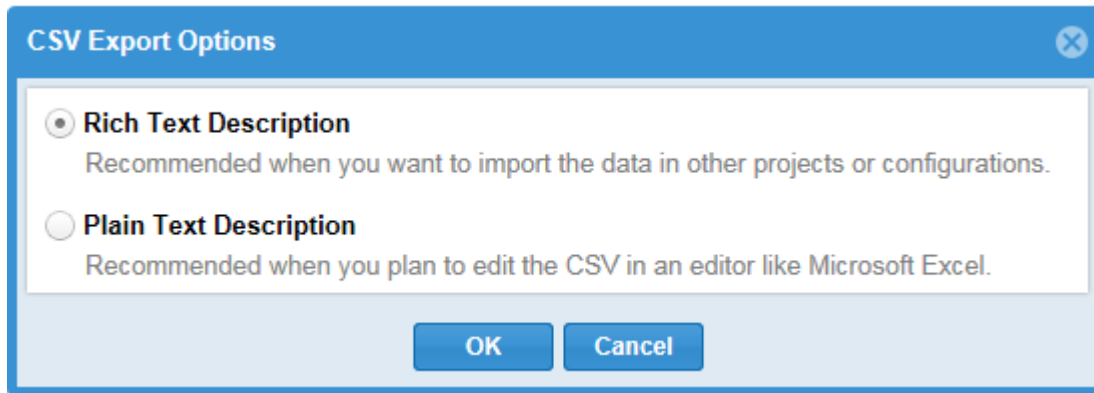 CSV Export Options
Rich Text Description
Recommended when you want to import the data in other projects or configurations.
Plain Text Description
Recommended when you plan to edit the CSV in an editor like Microsoft Excel.
OK Cancel